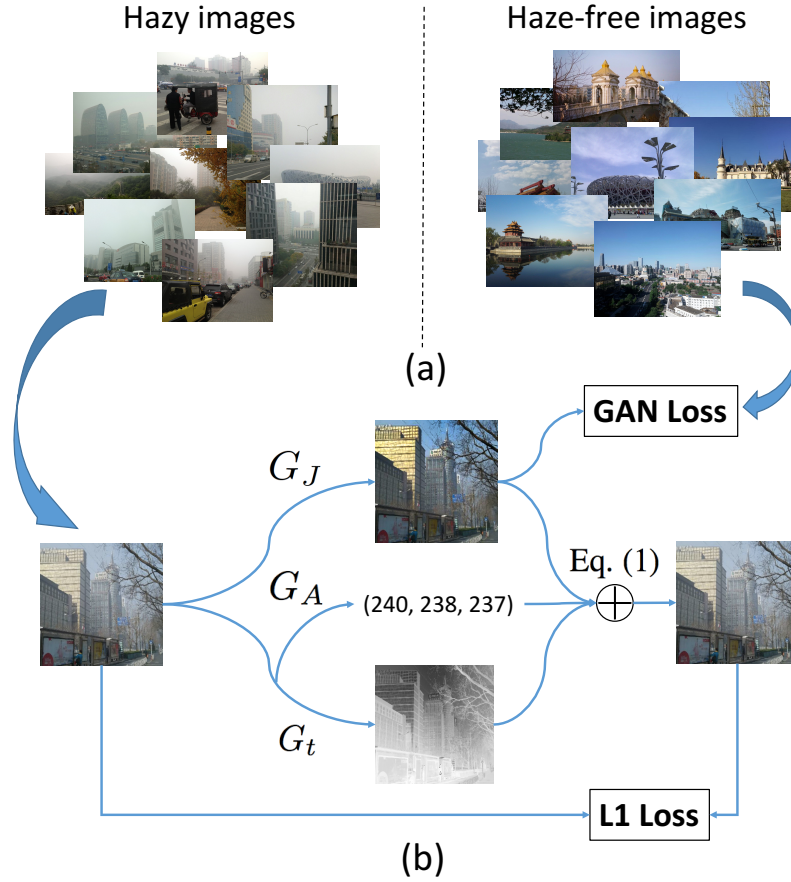 Hazy images
Haze-free images
(a)
GAN Loss
G_J
Eq. (1)
G_A
(240, 238, 237)
G_t
L1 Loss
(b)